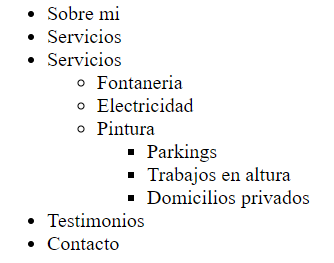 Sobre mi
Servicios
Servicios
Fontaneria
Electricidad
Pintura
Parkings
Trabajos en altura
Domicilios privados
Testimonios
Contacto